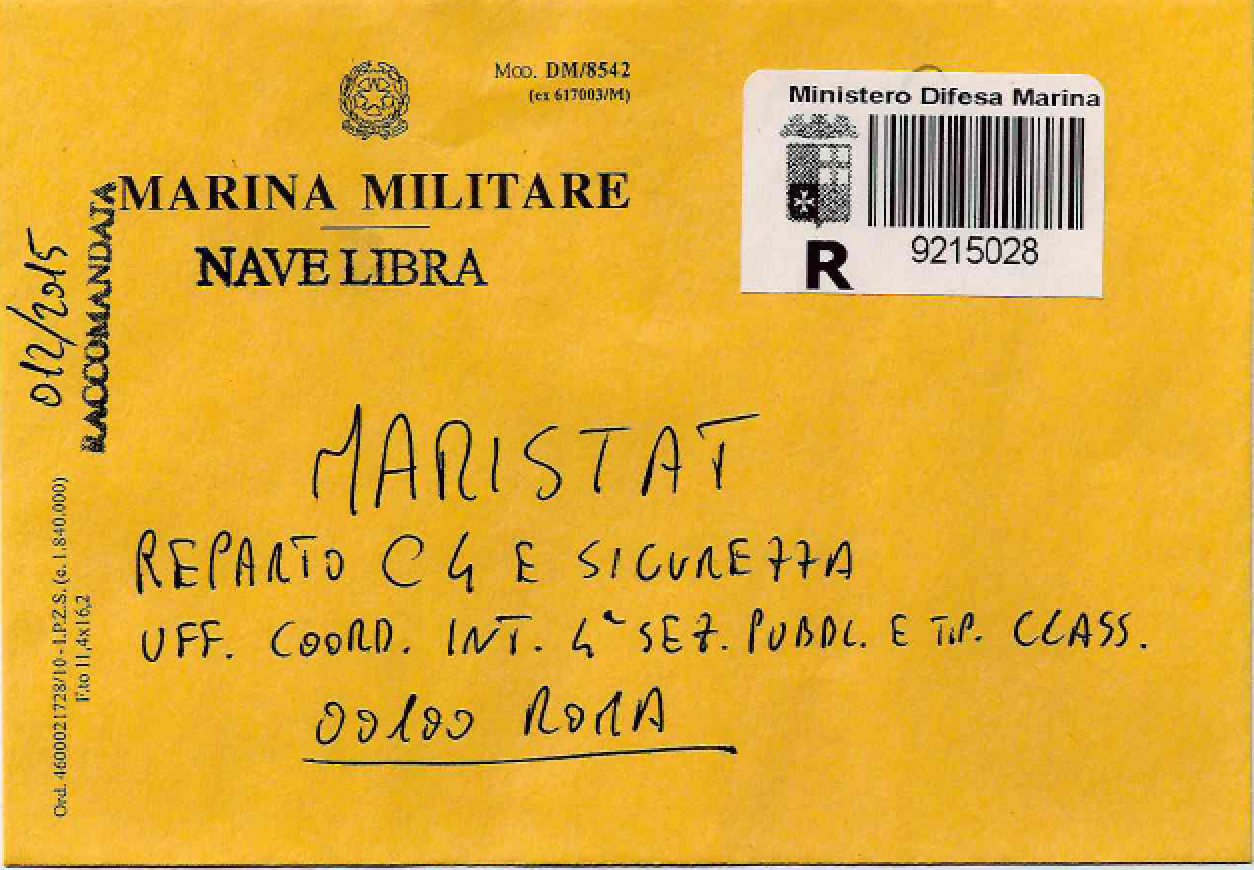 Mod. DM/8542
(ex 617003/M)
MARINA MILITARE
NAVE LIBRA
Ministero Difesa Marina
R
9215028
012/2015
RACCOMANDATA
MARISTAT
REPARTO C4 E SICUREZZA
UFF. COORD. INT. 4ª SEZ. PUBBL. E TIP. CLASS.
00100 ROMA
Ord. 4600021728/10 - I.P.Z.S. (c. 1.840.000)
F.to 11,4x16,2